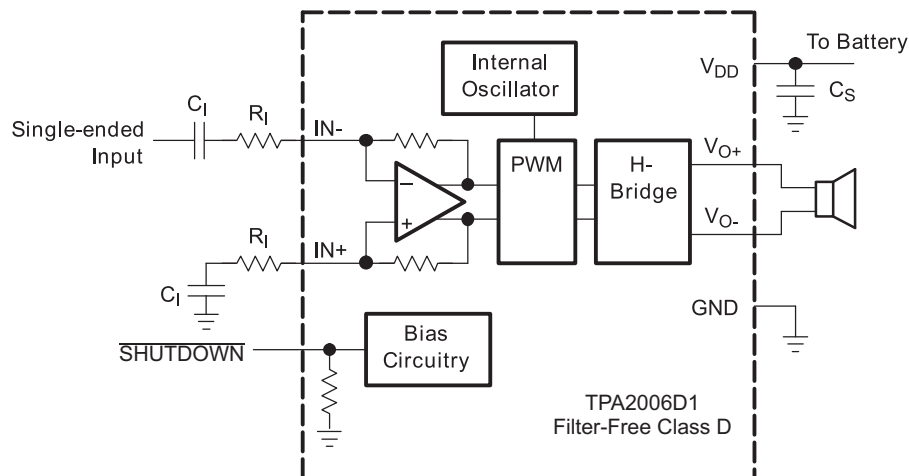 To Battery
Internal
Oscillator
V_DD
C_S
C_I
R_I
Single-ended
Input
IN-
PWM
H-
Bridge
V_O+
V_O-
–
+
R_I
IN+
C_I
GND
SHUTDOWN
Bias
Circuitry
TPA2006D1
Filter-Free Class D